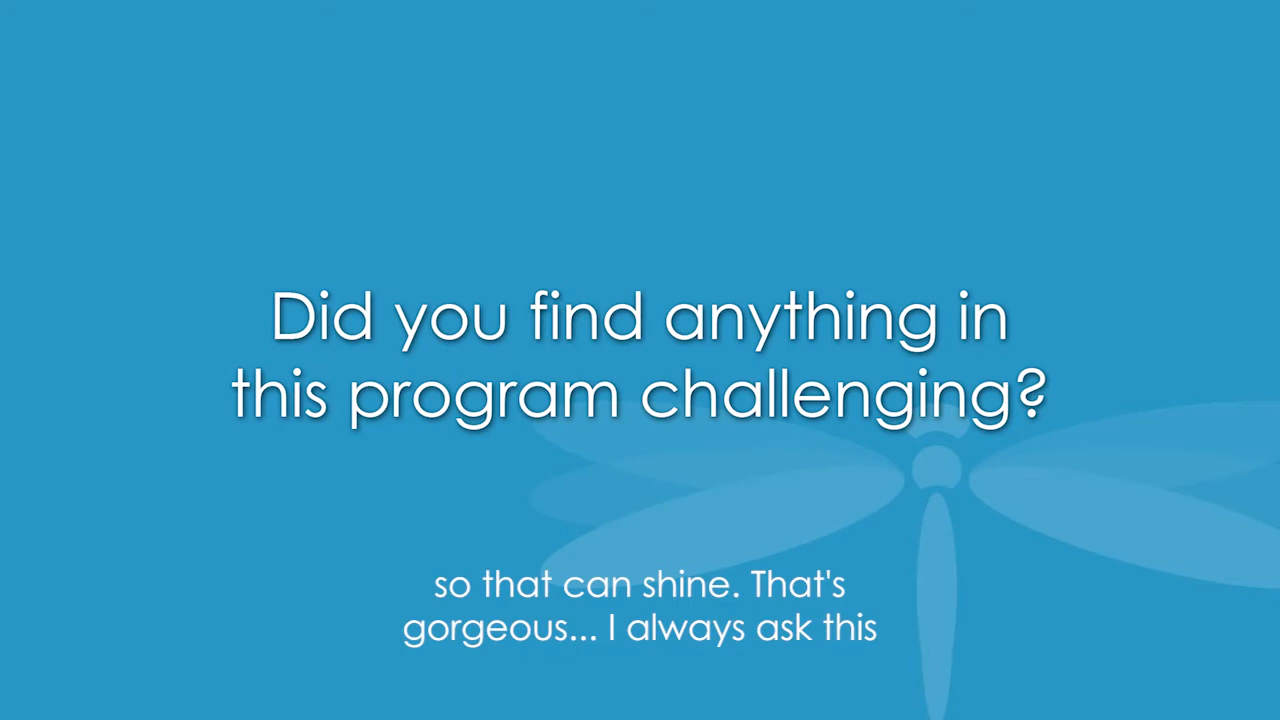 Did you find anything in
this program challenging?
so that can shine. That's
gorgeous... I always ask this